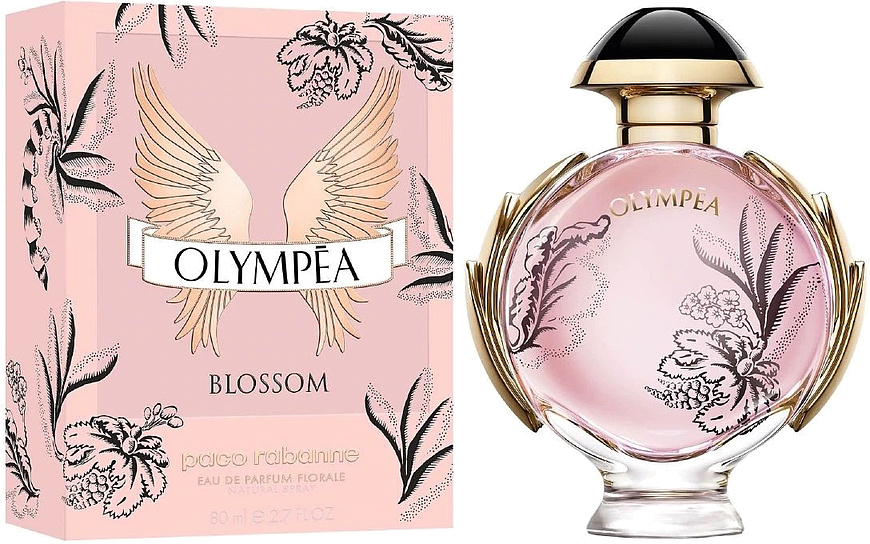 OLYMPĒA
BLOSSOM
paco rabanne
EAU DE PARFUM FLORALE
NATURAL SPRAY
80 ml e 2.7 FL.OZ
OLYMPĒA